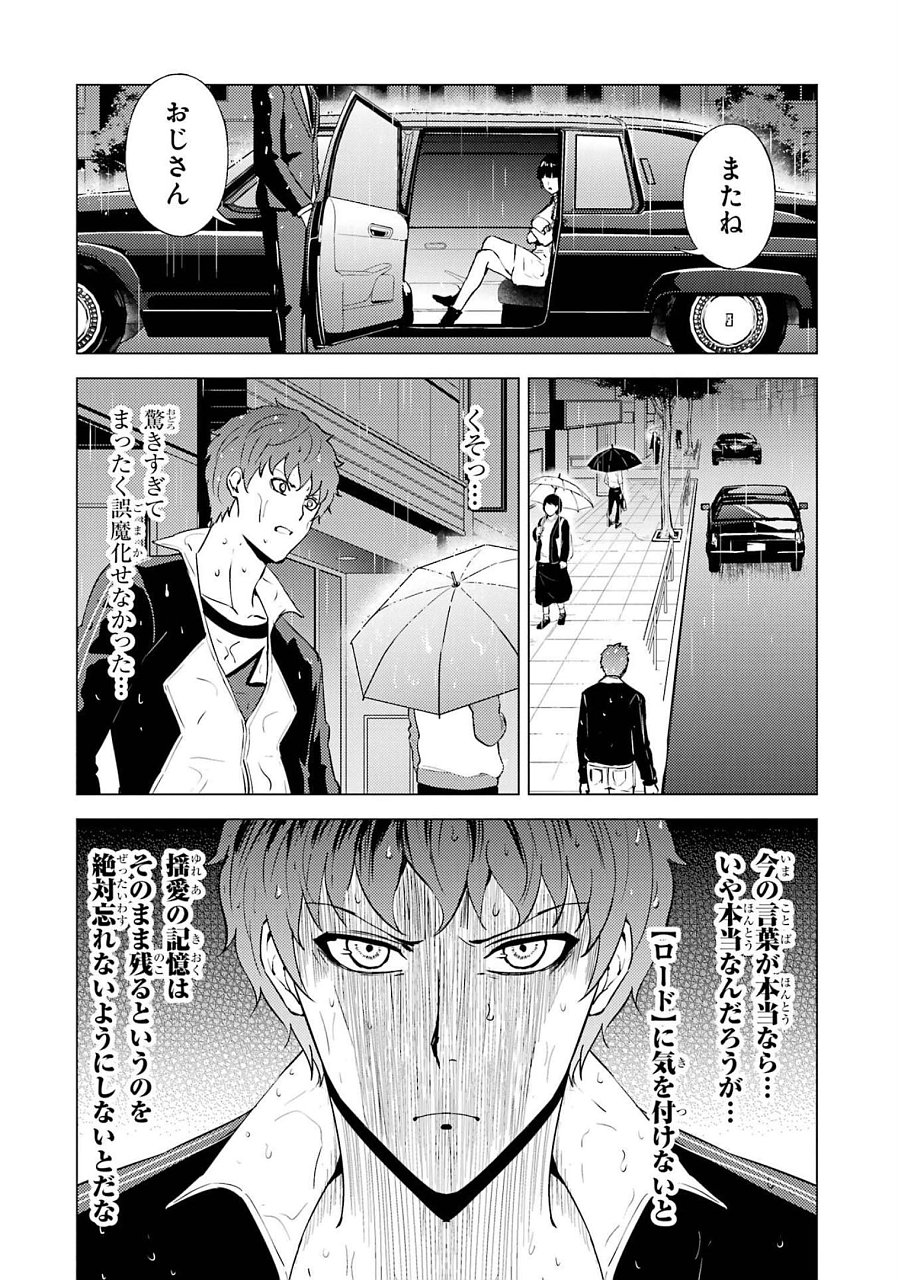 またね
おじさん
くそっ…
驚きすぎて
まったく誤魔化せなかった…
今の言葉が本当なら…
いや本当なんだろうが…
【ロード】に気を付けないと
揺愛の記憶は
そのまま残るというのを
絶対忘れないようにしないとだな